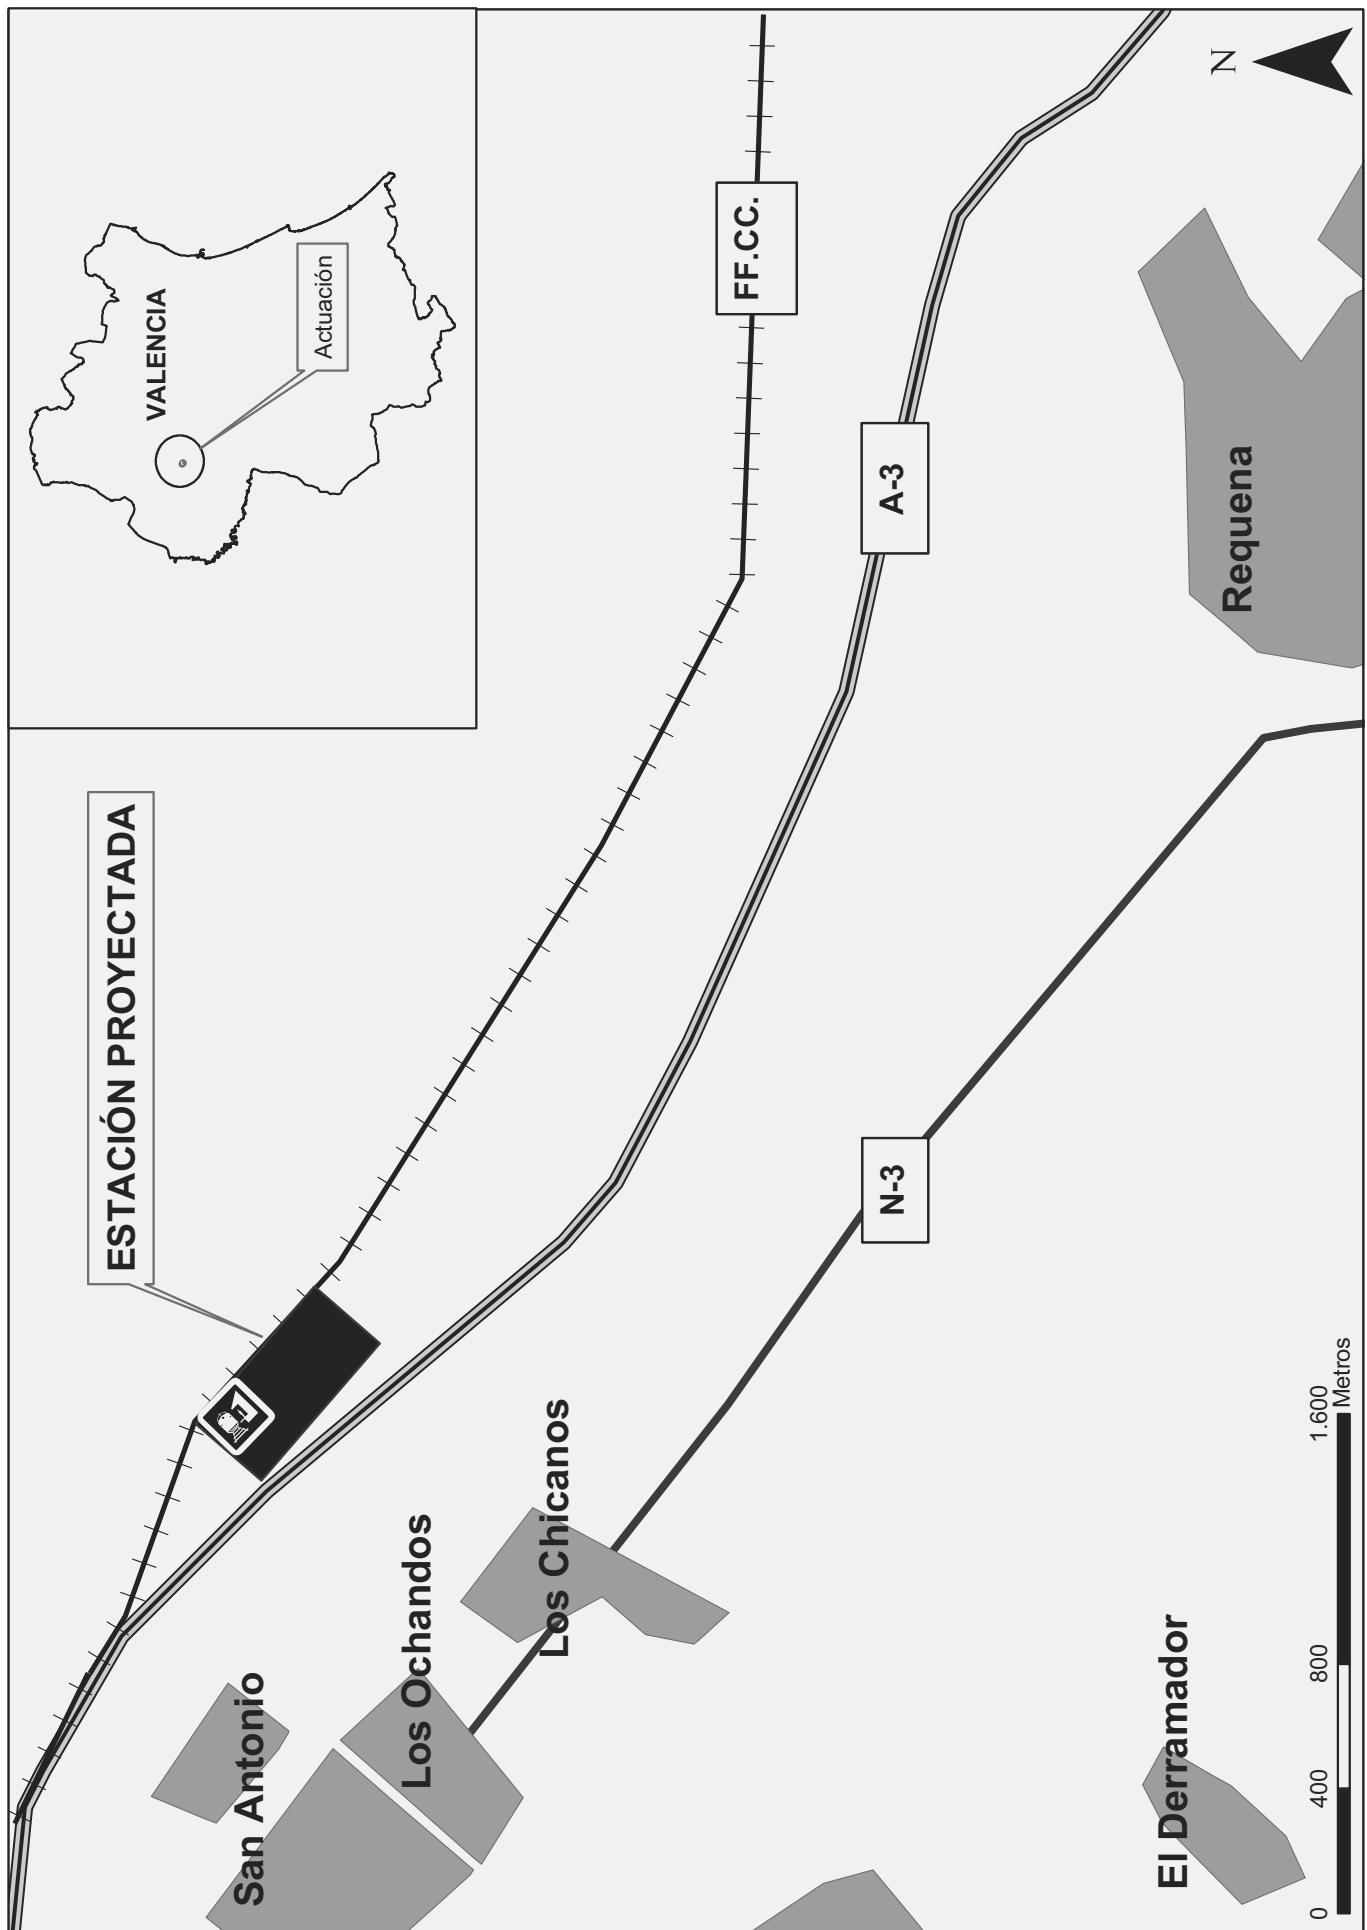 ESTACIÓN PROYECTADA
VALENCIA
Actuación
San Antonio
Los Ochandos
Los Chicanos
FF.CC.
A-3
N-3
El Derramador
Requena
N
0 400 800 1.600
Metros